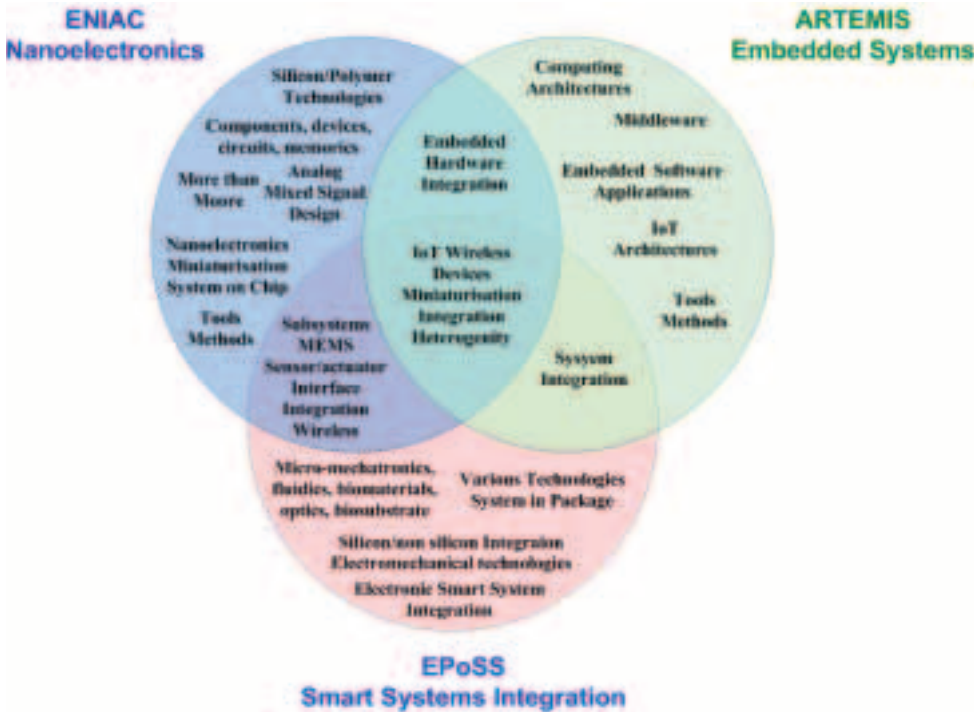 ENIAC
Nanoelectronics
ARTEMIS
Embedded Systems
Silicon/Polymer
Technologies
Components, devices,
circuits, memories
More than
Moore
Analog
Mixed Signal
Design
Nanoelectronics
Miniaturisation
System on Chip
Tools
Methods
Embedded
Hardware
Integration
IoT Wireless
Devices
Miniaturisation
Integration
Heterogenity
Computing
Architectures
Middleware
Embedded Software
Applications
IoT
Architectures
Tools
Methods
Subsystems
MEMS
Sensor/actuater
Interface
Integration
Wireless
Sysyem
Integration
Micro-mechatronics,
fluidics, biomaterials,
optics, biosubstrate
Various Technologies
System in Package
Silicon/non silicon Integraion
Electromechanical technologies
Electronic Smart System
Integration
EPoSS
Smart Systems Integration